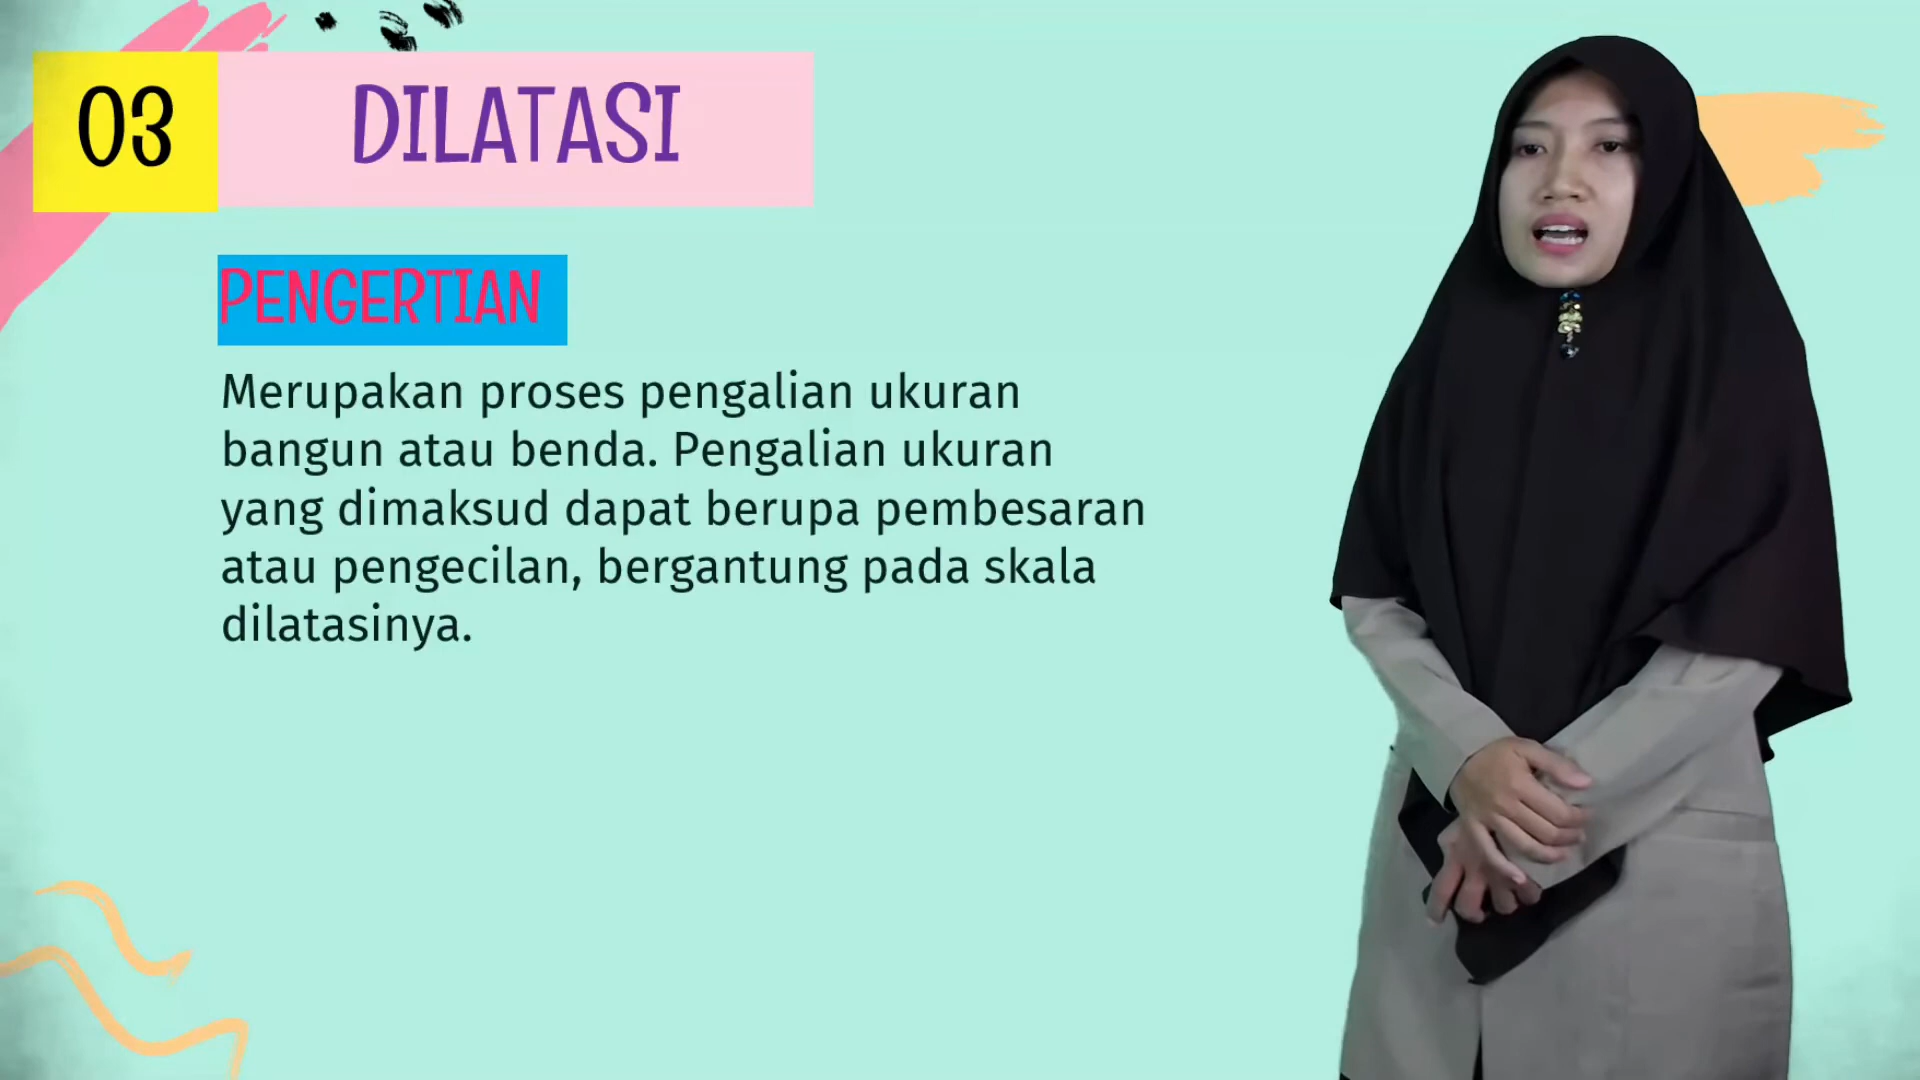 03
DILATASI
PENGERTIAN
Merupakan proses pengalian ukuran
bangun atau benda. Pengalian ukuran
yang dimaksud dapat berupa pembesaran
atau pengecilan, bergantung pada skala
dilatasinya.